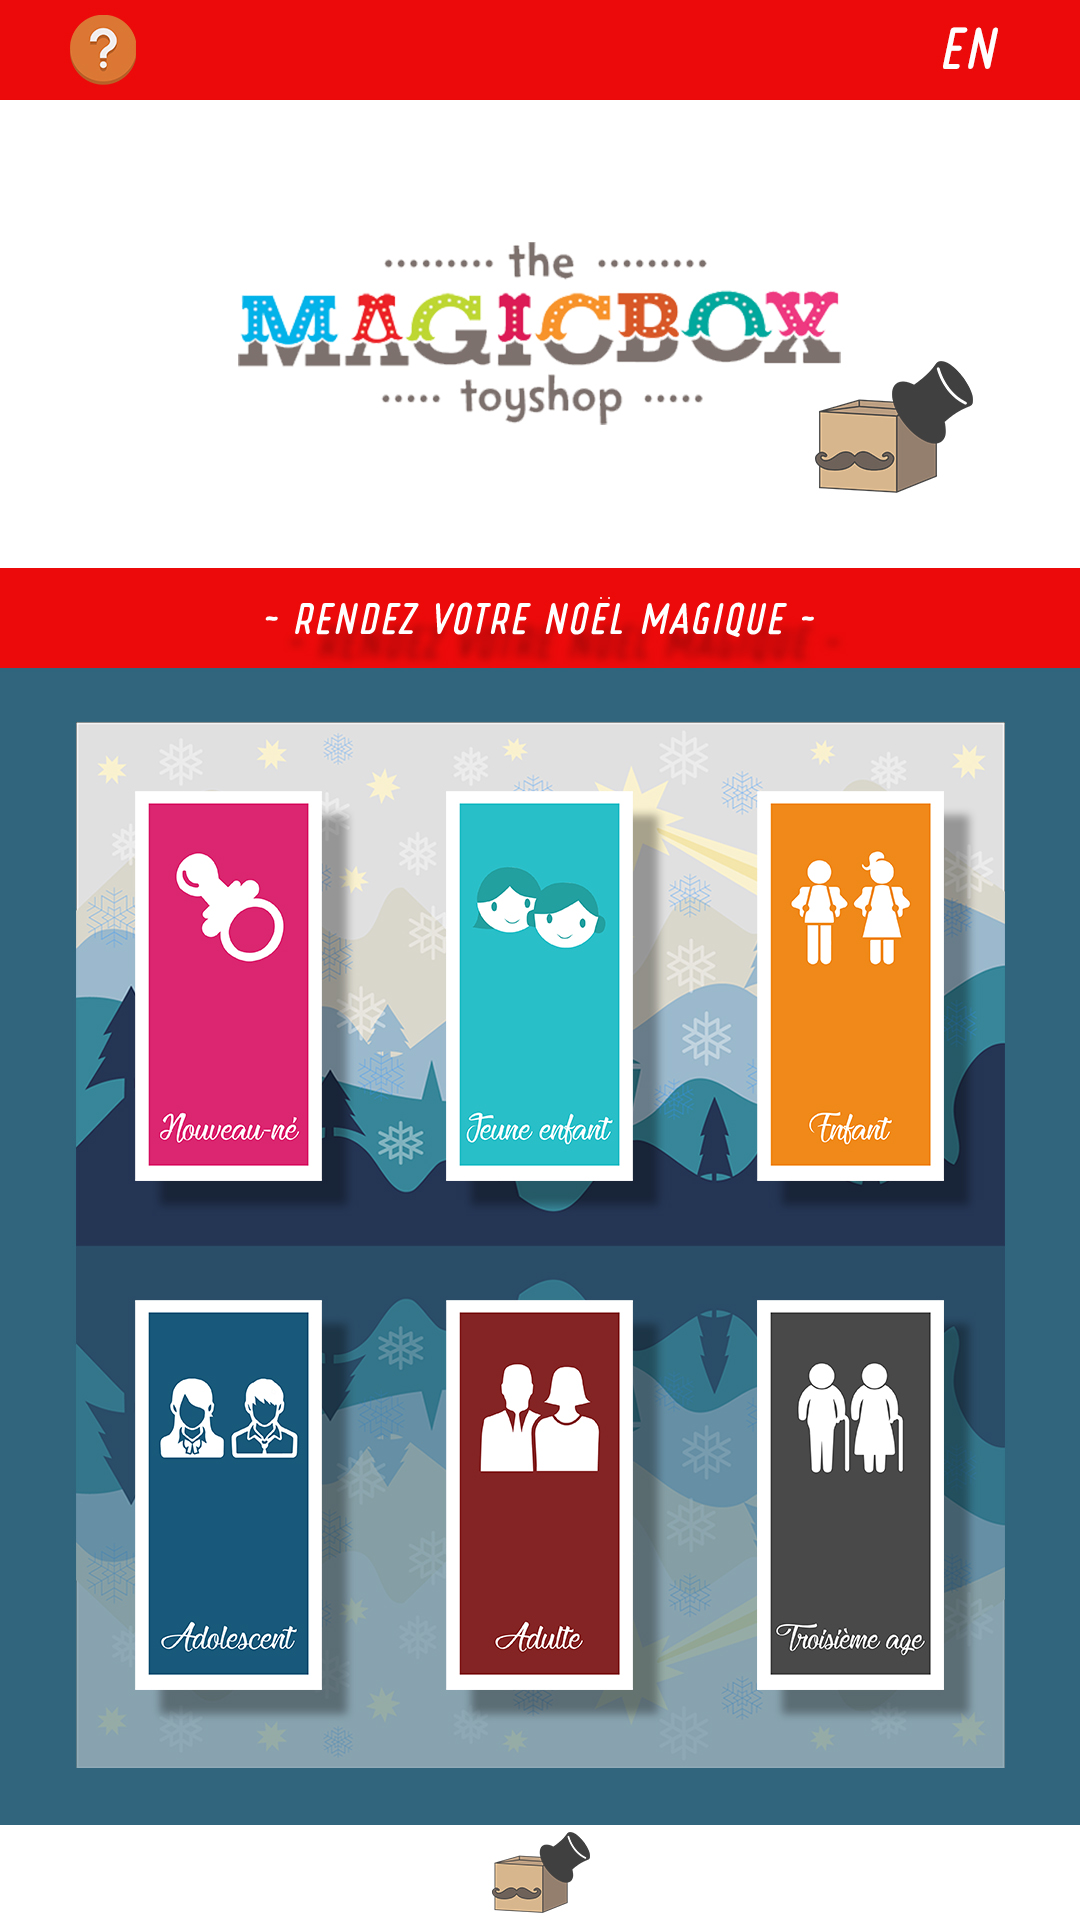 ?
EN
the
MAGICBOX
toyshop
~ RENDEZ VOTRE NOËL MAGIQUE ~
Nouveau-né
Jeune enfant
Enfant
Adolescent
Adulte
Troisième age